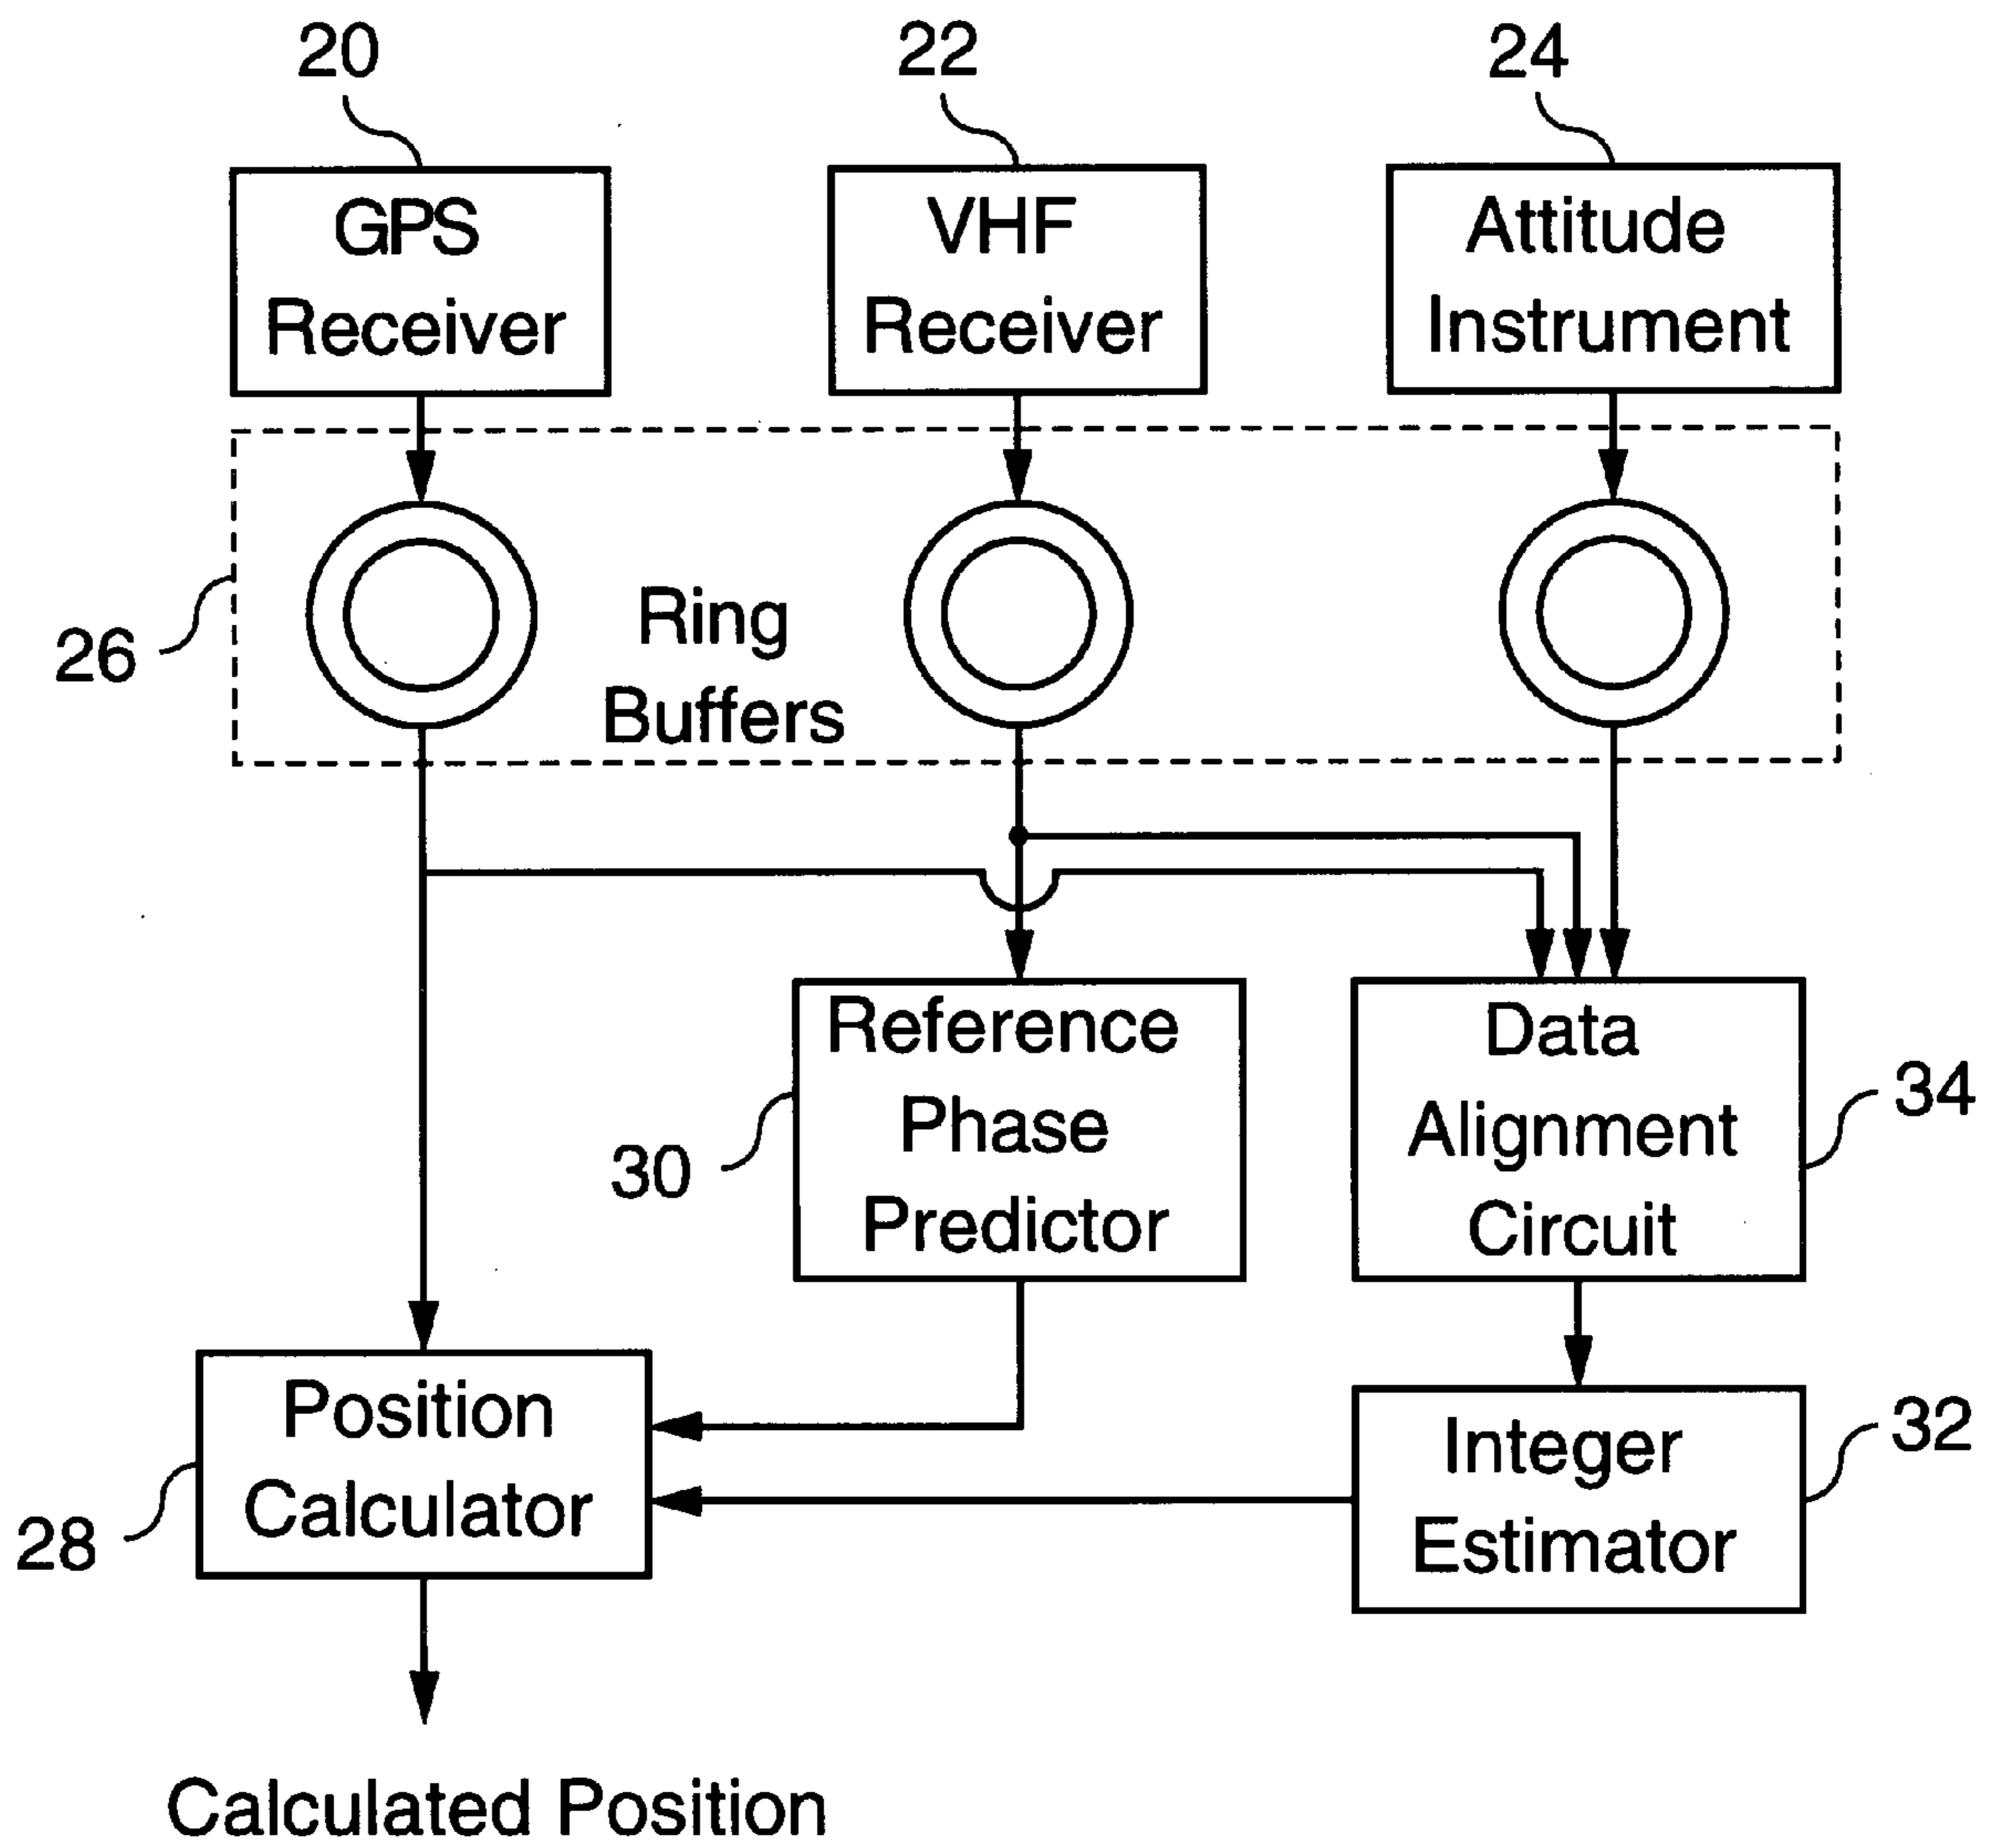 20
22
24
GPS
Receiver
VHF
Receiver
Attitude
Instrument
26
Ring
Buffers
Reference
Phase
Predictor
30
Data
Alignment
Circuit
34
Position
Calculator
28
Integer
Estimator
32
Calculated Position